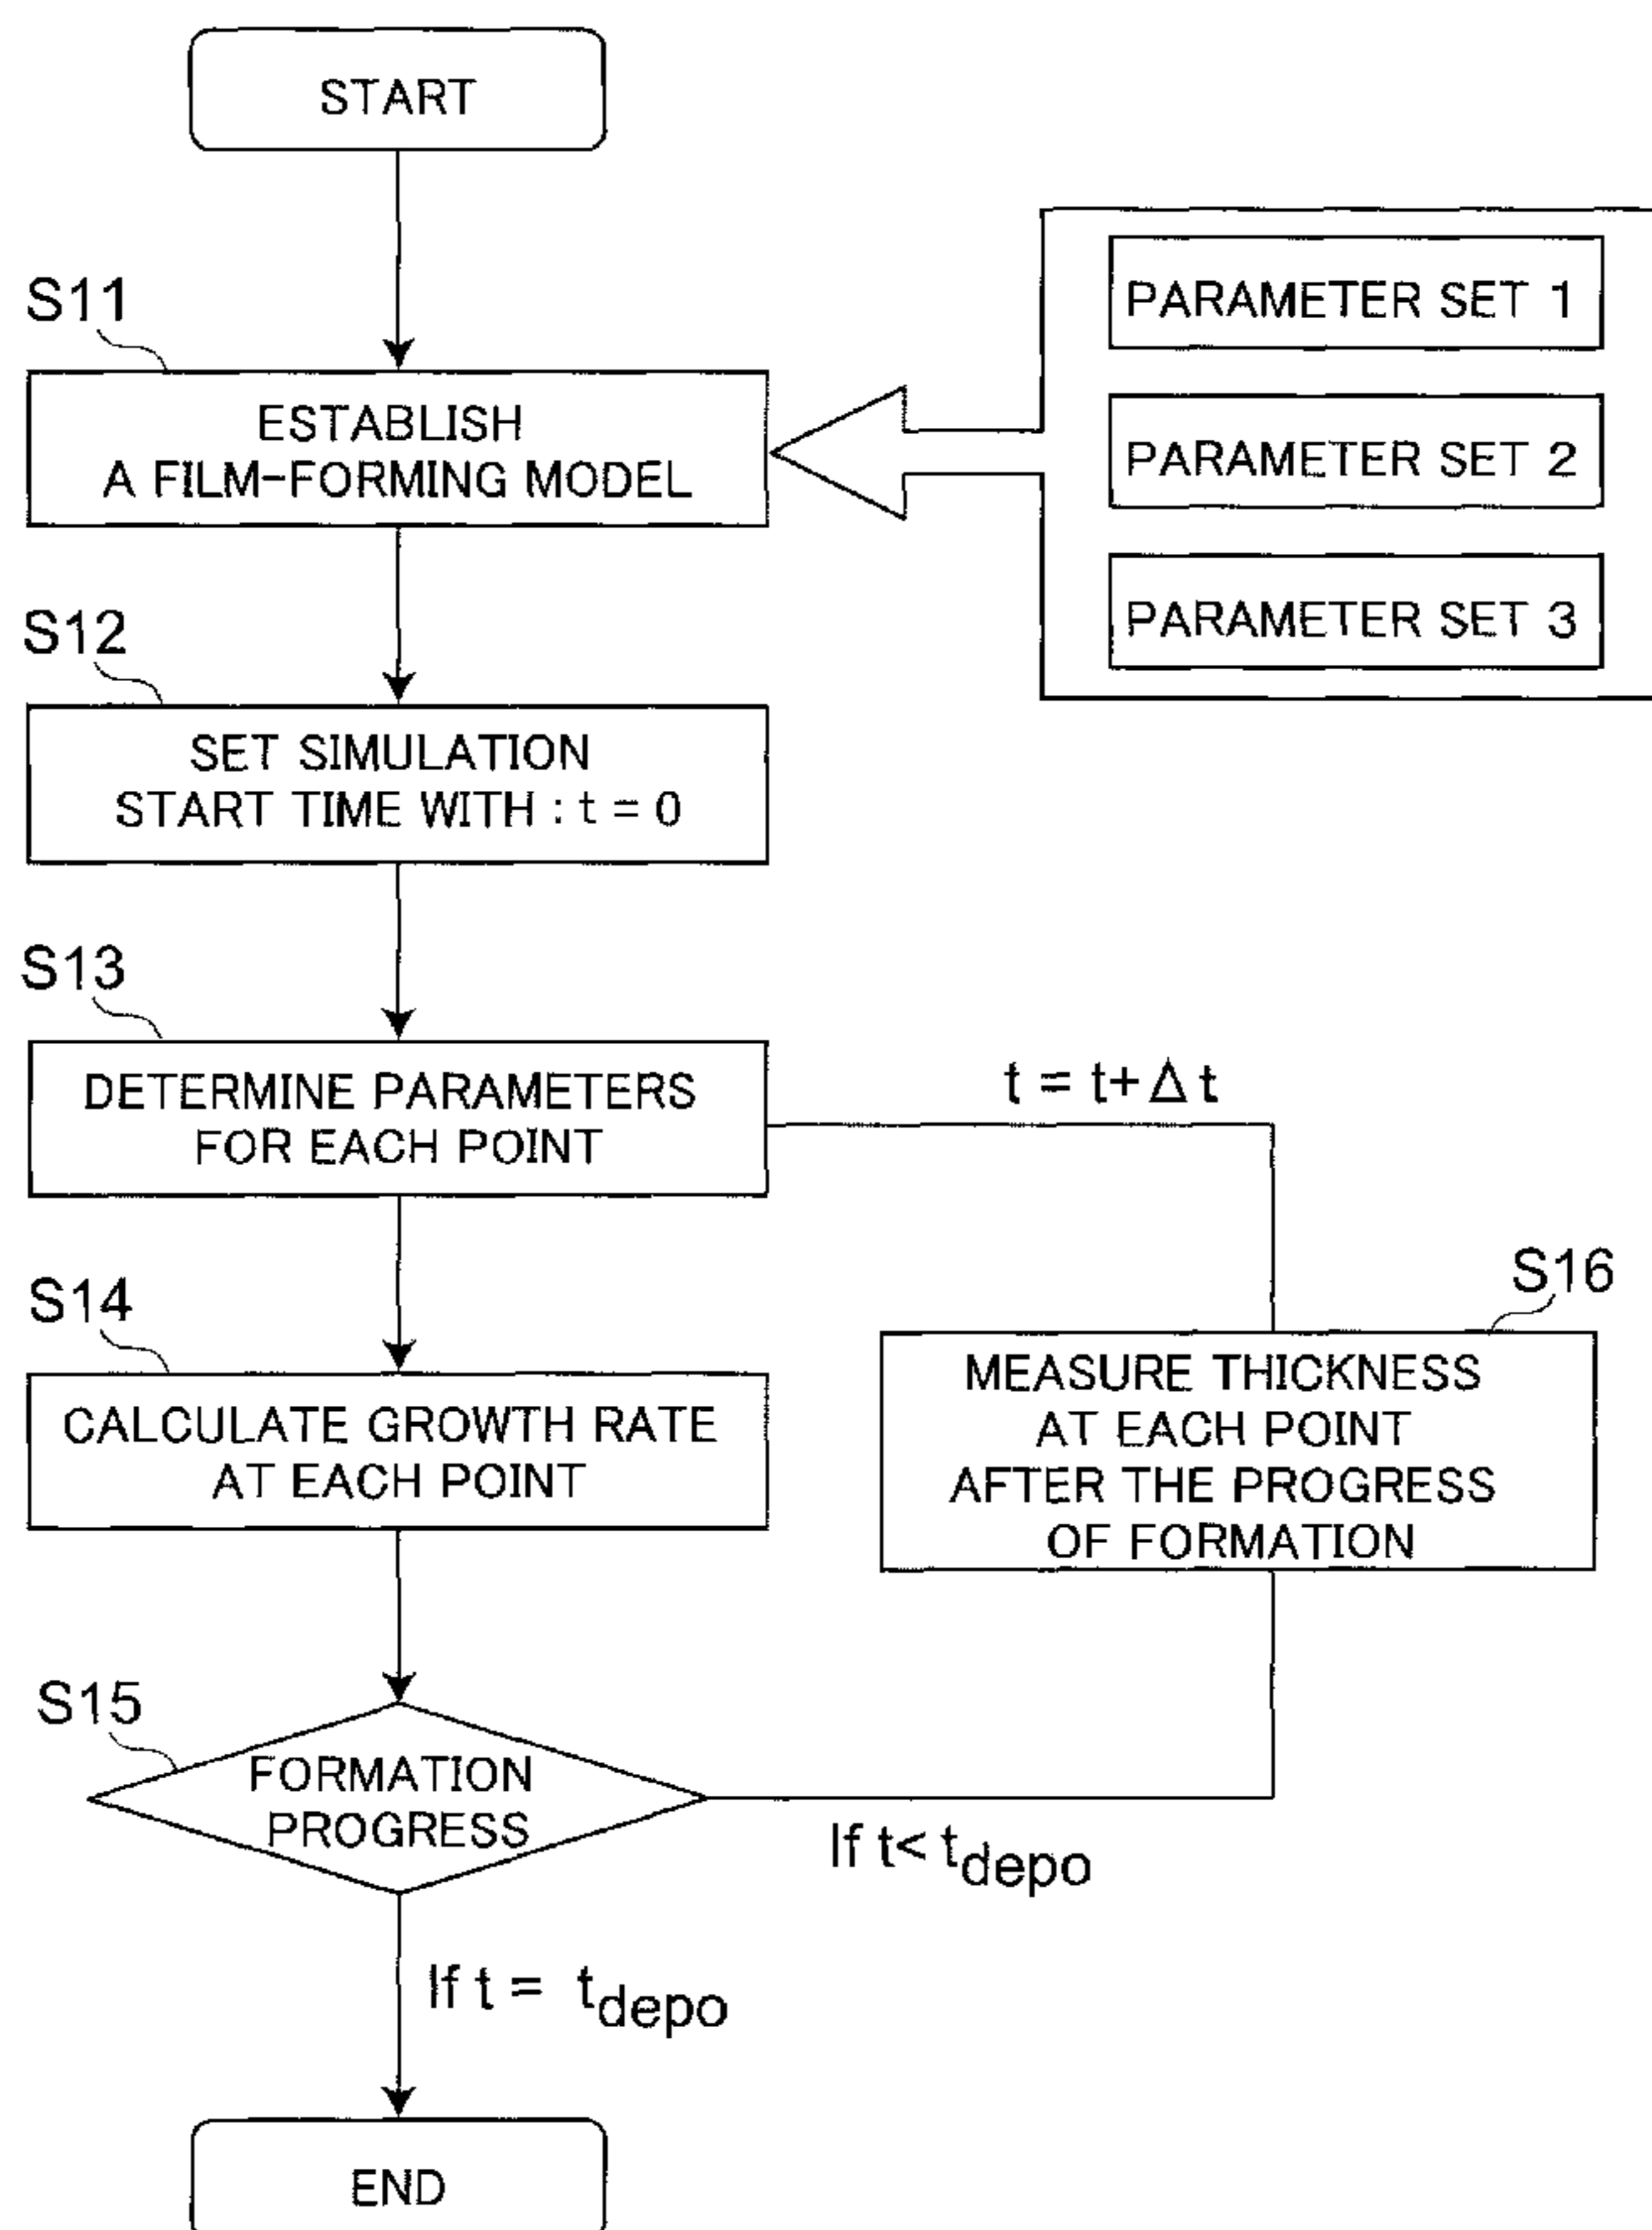 START
S11
ESTABLISH
A FILM-FORMING MODEL
PARAMETER SET 1
PARAMETER SET 2
PARAMETER SET 3
S12
SET SIMULATION
START TIME WITH : t = 0
S13
DETERMINE PARAMETERS
FOR EACH POINT
t = t+Δt
S14
CALCULATE GROWTH RATE
AT EACH POINT
S16
MEASURE THICKNESS
AT EACH POINT
AFTER THE PROGRESS
OF FORMATION
S15
FORMATION
PROGRESS
If t< tdepo
If t = tdepo
END